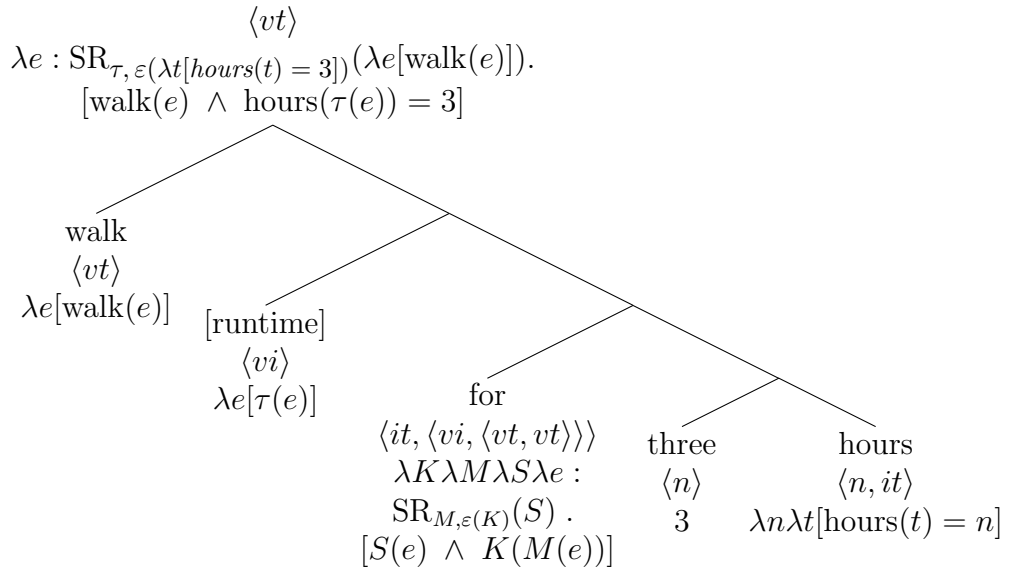 ⟨vt⟩
λe : SR_{τ, ε(λt[hours(t) = 3])}(λe[walk(e)]).
[walk(e) ∧ hours(τ(e)) = 3]
walk
⟨vt⟩
λe[walk(e)]
[runtime]
⟨vi⟩
λe[τ(e)]
for
⟨it, ⟨vi, ⟨vt, vt⟩⟩⟩
λKλMλSλe :
SR_{M,ε(K)}(S) .
[S(e) ∧ K(M(e))]
three
⟨n⟩
3
hours
⟨n, it⟩
λnλt[hours(t) = n]